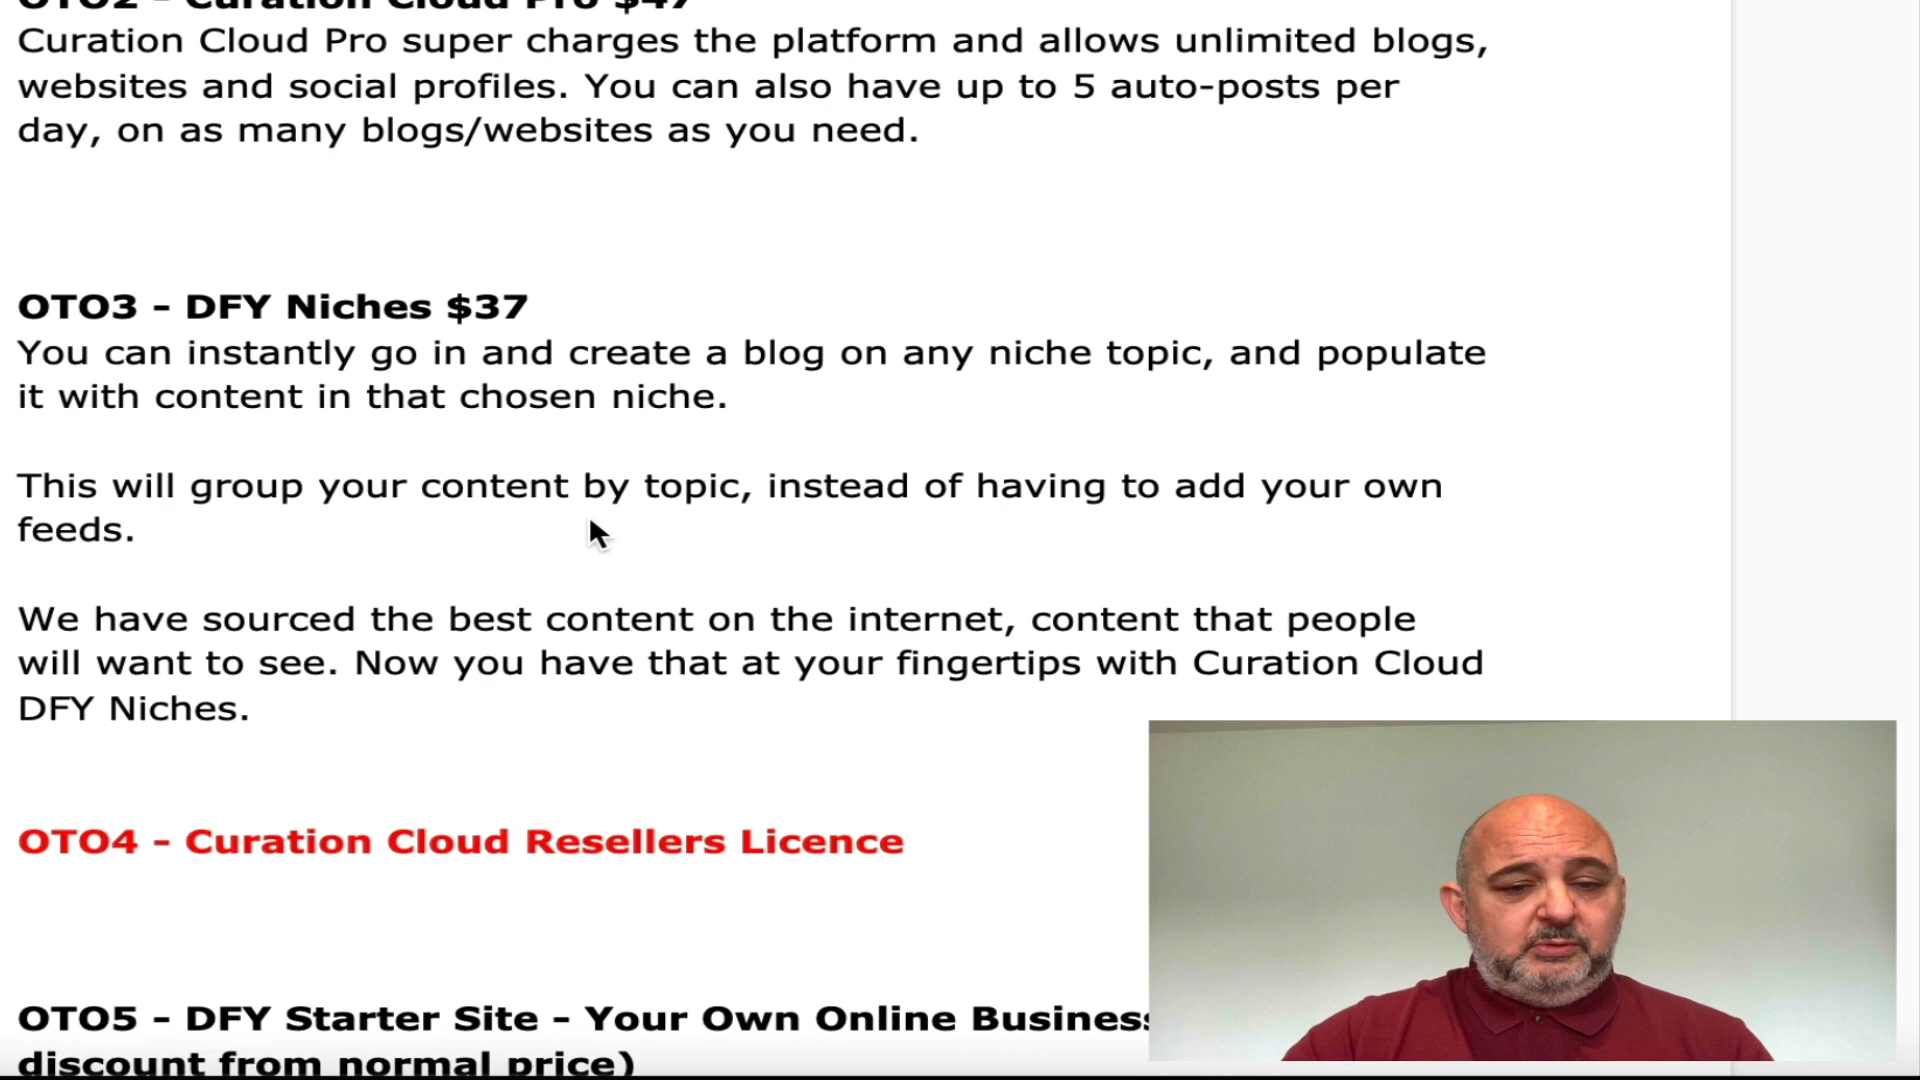 OTO2 - Curation Cloud Pro $47
Curation Cloud Pro super charges the platform and allows unlimited blogs,
websites and social profiles. You can also have up to 5 auto-posts per
day, on as many blogs/websites as you need.
OTO3 - DFY Niches $37
You can instantly go in and create a blog on any niche topic, and populate
it with content in that chosen niche.
This will group your content by topic, instead of having to add your own
feeds.
We have sourced the best content on the internet, content that people
will want to see. Now you have that at your fingertips with Curation Cloud
DFY Niches.
OTO4 - Curation Cloud Resellers Licence
OTO5 - DFY Starter Site - Your Own Online Business
discount from normal price)